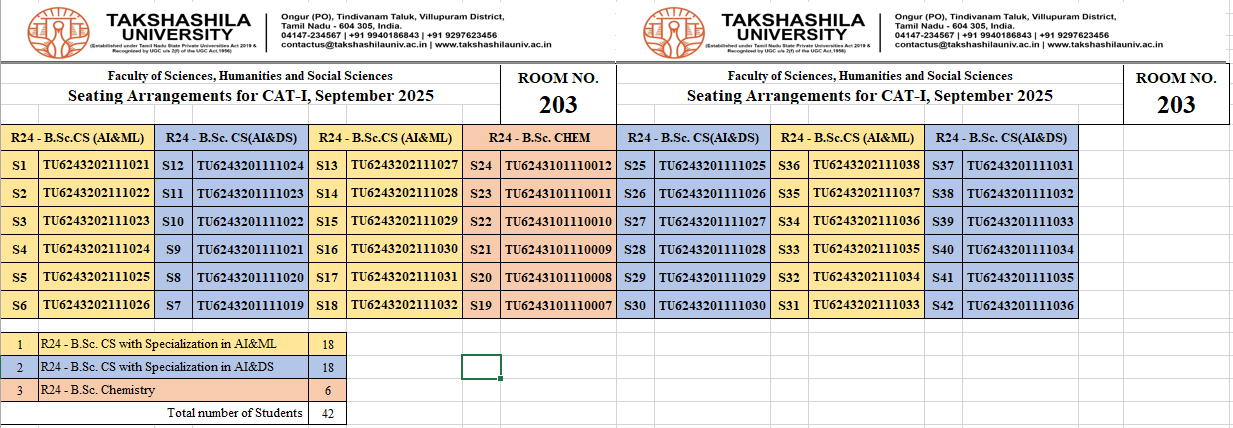 TAKSHASHILA
UNIVERSITY
(Established under Tamil Nadu State Private Universities Act 2019 &
Recognized by UGC u/s 2(f) of the UGC Act,1956)
Ongur (PO), Tindivanam Taluk, Villupuram District,
Tamil Nadu - 604 305, India.
04147-234567 | +91 9940186843 | +91 9297623456
contactus@takshashilauniv.ac.in | www.takshashilauniv.ac.in
TAKSHASHILA
UNIVERSITY
(Established under Tamil Nadu State Private Universities Act 2019 &
Recognized by UGC u/s 2(f) of the UGC Act,1956)
Ongur (PO), Tindivanam Taluk, Villupuram District,
Tamil Nadu - 604 305, India.
04147-234567 | +91 9940186843 | +91 9297623456
contactus@takshashilauniv.ac.in | www.takshashilauniv.ac.in
Faculty of Sciences, Humanities and Social Sciences
Seating Arrangements for CAT-I, September 2025
ROOM NO.
203
Faculty of Sciences, Humanities and Social Sciences
Seating Arrangements for CAT-I, September 2025
ROOM NO.
203
R24 - B.Sc.CS (AI&ML) R24 - B.Sc. CS(AI&DS) R24 - B.Sc.CS (AI&ML) R24 - B.Sc. CHEM R24 - B.Sc. CS(AI&DS) R24 - B.Sc.CS (AI&ML) R24 - B.Sc. CS(AI&DS)
S1 TU6243202111021 S12 TU6243201111024 S13 TU6243202111027 S24 TU6243101110012 S25 TU6243201111025 S36 TU6243202111038 S37 TU6243201111031
S2 TU6243202111022 S11 TU6243201111023 S14 TU6243202111028 S23 TU6243101110011 S26 TU6243201111026 S35 TU6243202111037 S38 TU6243201111032
S3 TU6243202111023 S10 TU6243201111022 S15 TU6243202111029 S22 TU6243101110010 S27 TU6243201111027 S34 TU6243202111036 S39 TU6243201111033
S4 TU6243202111024 S9 TU6243201111021 S16 TU6243202111030 S21 TU6243101110009 S28 TU6243201111028 S33 TU6243202111035 S40 TU6243201111034
S5 TU6243202111025 S8 TU6243201111020 S17 TU6243202111031 S20 TU6243101110008 S29 TU6243201111029 S32 TU6243202111034 S41 TU6243201111035
S6 TU6243202111026 S7 TU6243201111019 S18 TU6243202111032 S19 TU6243101110007 S30 TU6243201111030 S31 TU6243202111033 S42 TU6243201111036
1 R24 - B.Sc. CS with Specialization in AI&ML 18
2 R24 - B.Sc. CS with Specialization in AI&DS 18
3 R24 - B.Sc. Chemistry 6
Total number of Students 42